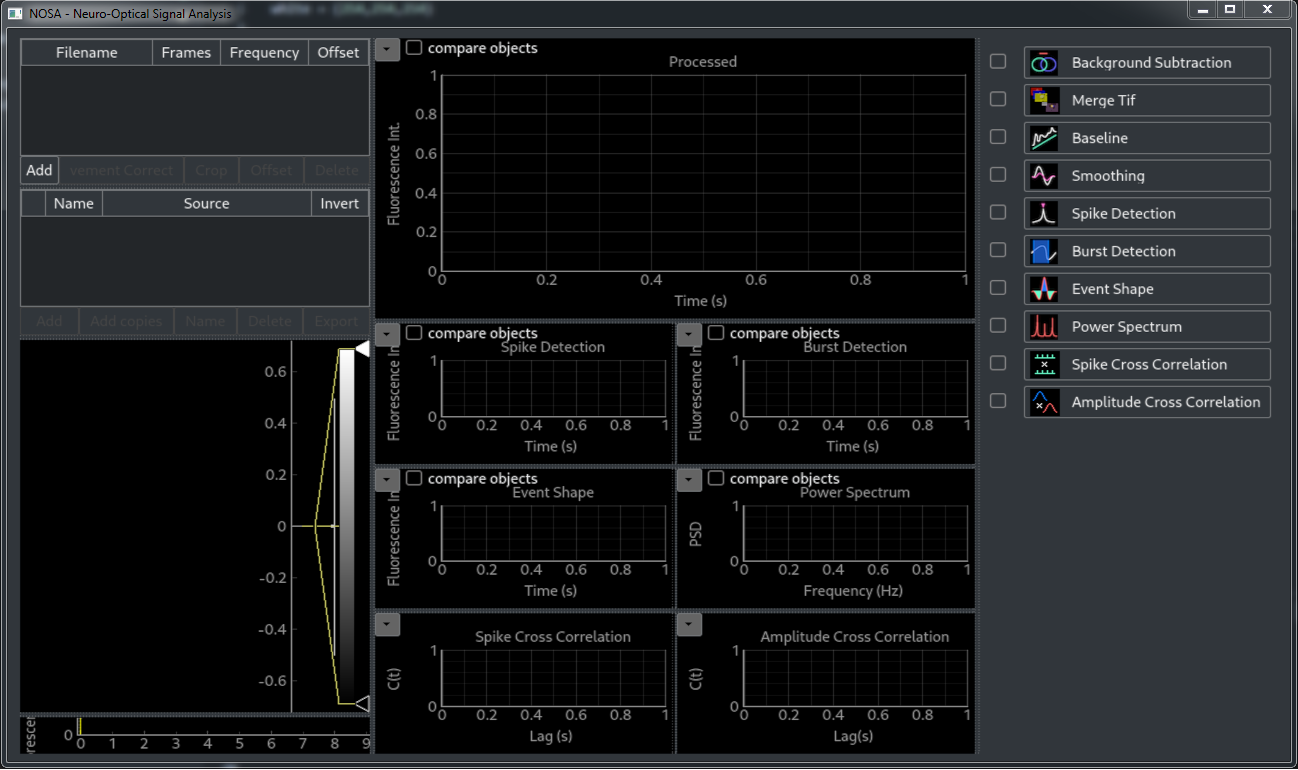 NOSA - Neuro-Optical Signal Analysis
Filename Frames Frequency Offset
Add vement Correct Crop Offset Delete
Name Source Invert
Add Add copies Name Delete Export
0.6
0.4
0.2
0
-0.2
-0.4
-0.6
rescer
0
0 1 2 3 4 5 6 7 8 9
compare objects
Processed
Fluorescence Int.
1
0.8
0.6
0.4
0.2
0
0 0.2 0.4 0.6 0.8 1
Time (s)
compare objects
Spike Detection
Fluorescence In
1
0
0 0.2 0.4 0.6 0.8 1
Time (s)
compare objects
Burst Detection
Fluorescence In
1
0
0 0.2 0.4 0.6 0.8 1
Time (s)
compare objects
Event Shape
Fluorescence In
1
0
0 0.2 0.4 0.6 0.8 1
Time (s)
compare objects
Power Spectrum
PSD
1
0
0 0.2 0.4 0.6 0.8 1
Frequency (Hz)
Spike Cross Correlation
C(t)
1
0
0 0.2 0.4 0.6 0.8 1
Lag (s)
Amplitude Cross Correlation
C(t)
1
0
0 0.2 0.4 0.6 0.8 1
Lag(s)
Background Subtraction
Merge Tif
Baseline
Smoothing
Spike Detection
Burst Detection
Event Shape
Power Spectrum
Spike Cross Correlation
Amplitude Cross Correlation